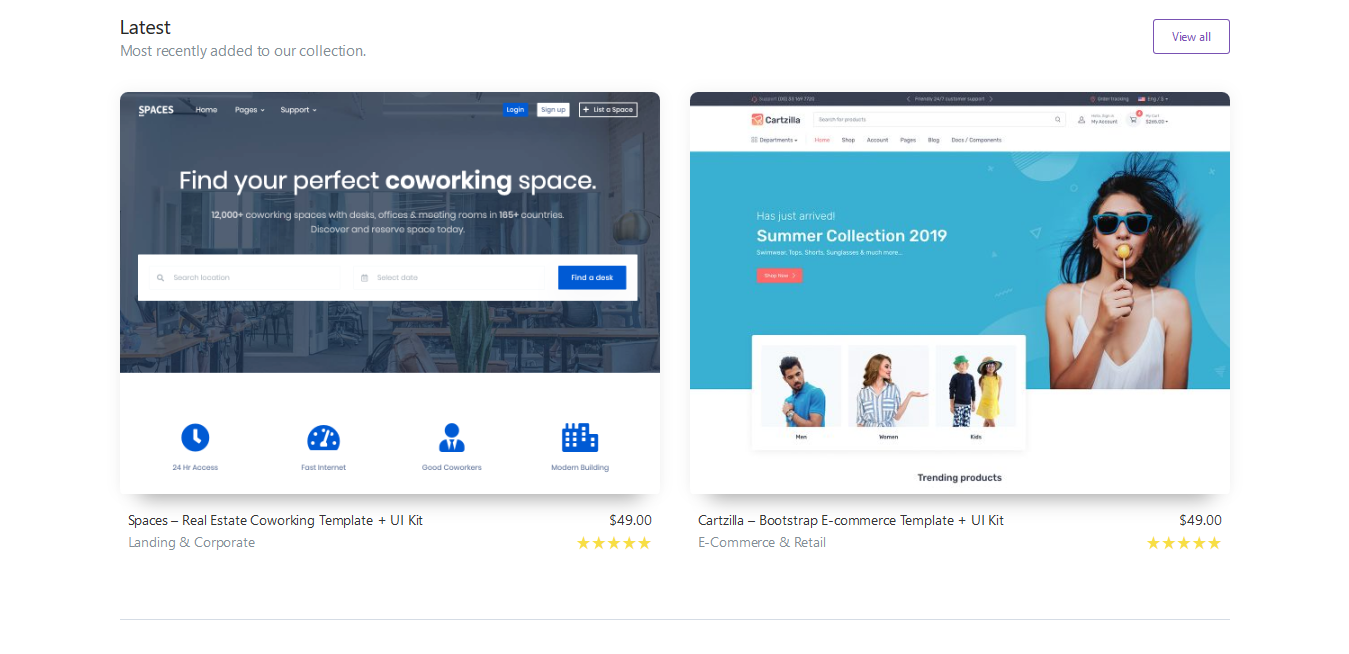 Latest
Most recently added to our collection.
View all
SPACES Home Pages Support Login Sign up + List a Space
Find your perfect coworking space.
12,000+ coworking spaces with desks, offices & meeting rooms in 165+ countries.
Discover and reserve space today.
Search location Select date Find a desk
24 Hr Access Fast Internet Good Coworkers Modern Building
Spaces – Real Estate Coworking Template + UI Kit $49.00
Landing & Corporate
Support (00) 33 169 7720 Friendly 24/7 customer support Order tracking Eng / $
Cartzilla Search for products Hello, Sign in My Account 4 My Cart $265.00
Departments Home Shop Account Pages Blog Docs / Components
Has just arrived!
Summer Collection 2019
Swimwear, Tops, Shorts, Sunglasses & much more...
Shop Now
Men Women Kids
Trending products
Cartzilla – Bootstrap E-commerce Template + UI Kit $49.00
E-Commerce & Retail